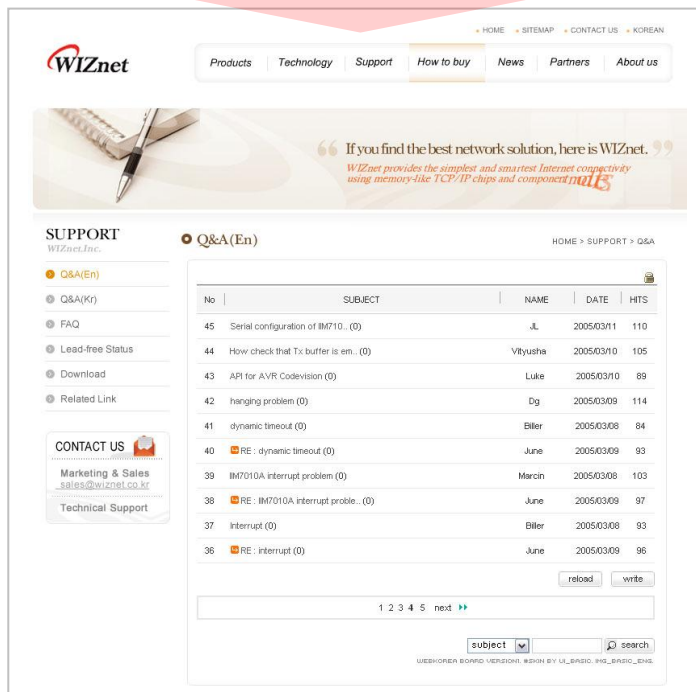 HOME SITEMAP CONTACT US KOREAN
WIZnet
Products Technology Support How to buy News Partners About us
“ If you find the best network solution, here is WIZnet. ”
WIZnet provides the simplest and smartest Internet connectivity
using memory-like TCP/IP chips and component
SUPPORT
WIZnet,Inc.
Q&A(En)
Q&A(Kr)
FAQ
Lead-free Status
Download
Related Link
CONTACT US
Marketing & Sales
sales@wiznet.co.kr
Technical Support
Q&A(En)
HOME > SUPPORT > Q&A
No SUBJECT NAME DATE HITS
45 Serial configuration of IIM710.. (0) JL 2005/03/11 110
44 How check that Tx buffer is em.. (0) Vityusha 2005/03/10 105
43 API for AVR Codevision (0) Luke 2005/03/10 89
42 hanging problem (0) Dg 2005/03/09 114
41 dynamic timeout (0) Biller 2005/03/08 84
40 RE : dynamic timeout (0) June 2005/03/09 93
39 IIM7010A interrupt problem (0) Marcin 2005/03/08 103
38 RE : IIM7010A interrupt proble.. (0) June 2005/03/09 97
37 Interrupt (0) Biller 2005/03/08 93
36 RE : interrupt (0) June 2005/03/09 96
reload write
1 2 3 4 5 next
subject search
WEBKOREA BOARD VERSION1. #SKIN BY UI_BASIC. IMG_BASIC_ENG.